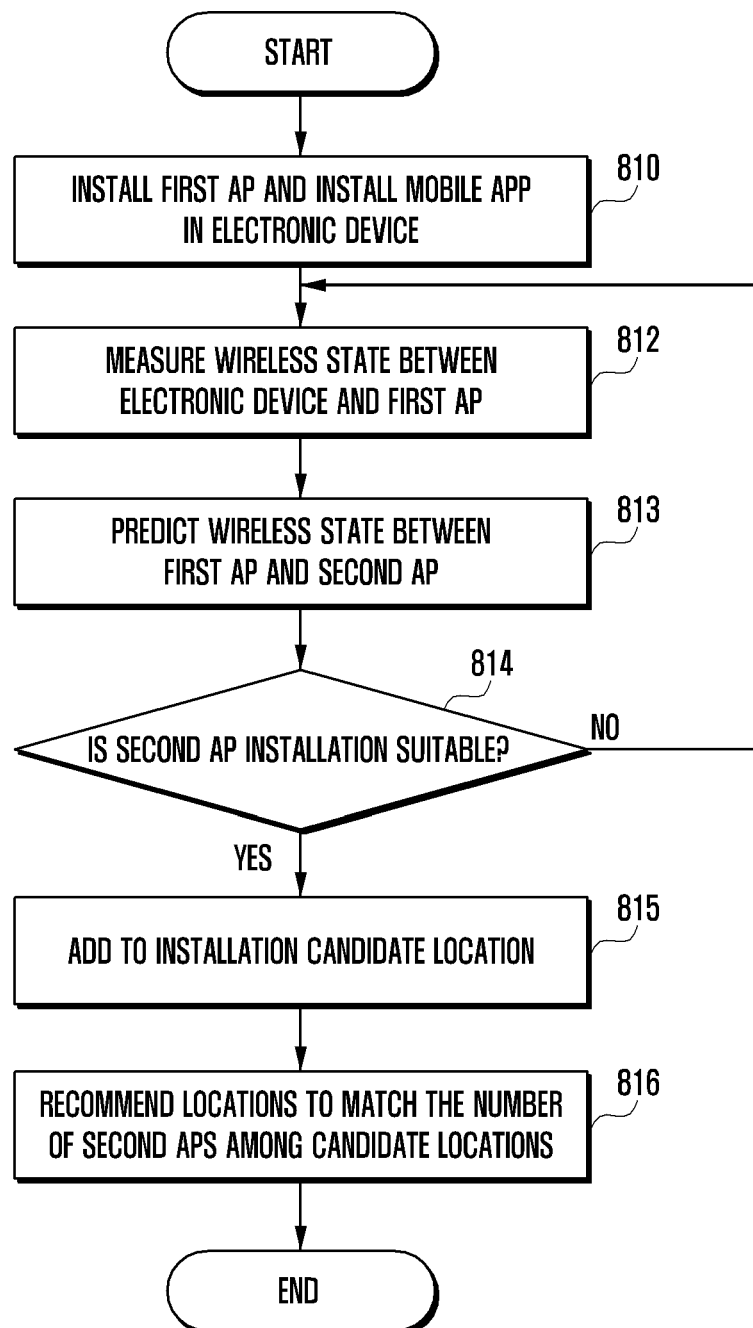 START
INSTALL FIRST AP AND INSTALL MOBILE APP
IN ELECTRONIC DEVICE
810
MEASURE WIRELESS STATE BETWEEN
ELECTRONIC DEVICE AND FIRST AP
812
PREDICT WIRELESS STATE BETWEEN
FIRST AP AND SECOND AP
813
814
IS SECOND AP INSTALLATION SUITABLE?
NO
YES
ADD TO INSTALLATION CANDIDATE LOCATION
815
RECOMMEND LOCATIONS TO MATCH THE NUMBER
OF SECOND APS AMONG CANDIDATE LOCATIONS
816
END